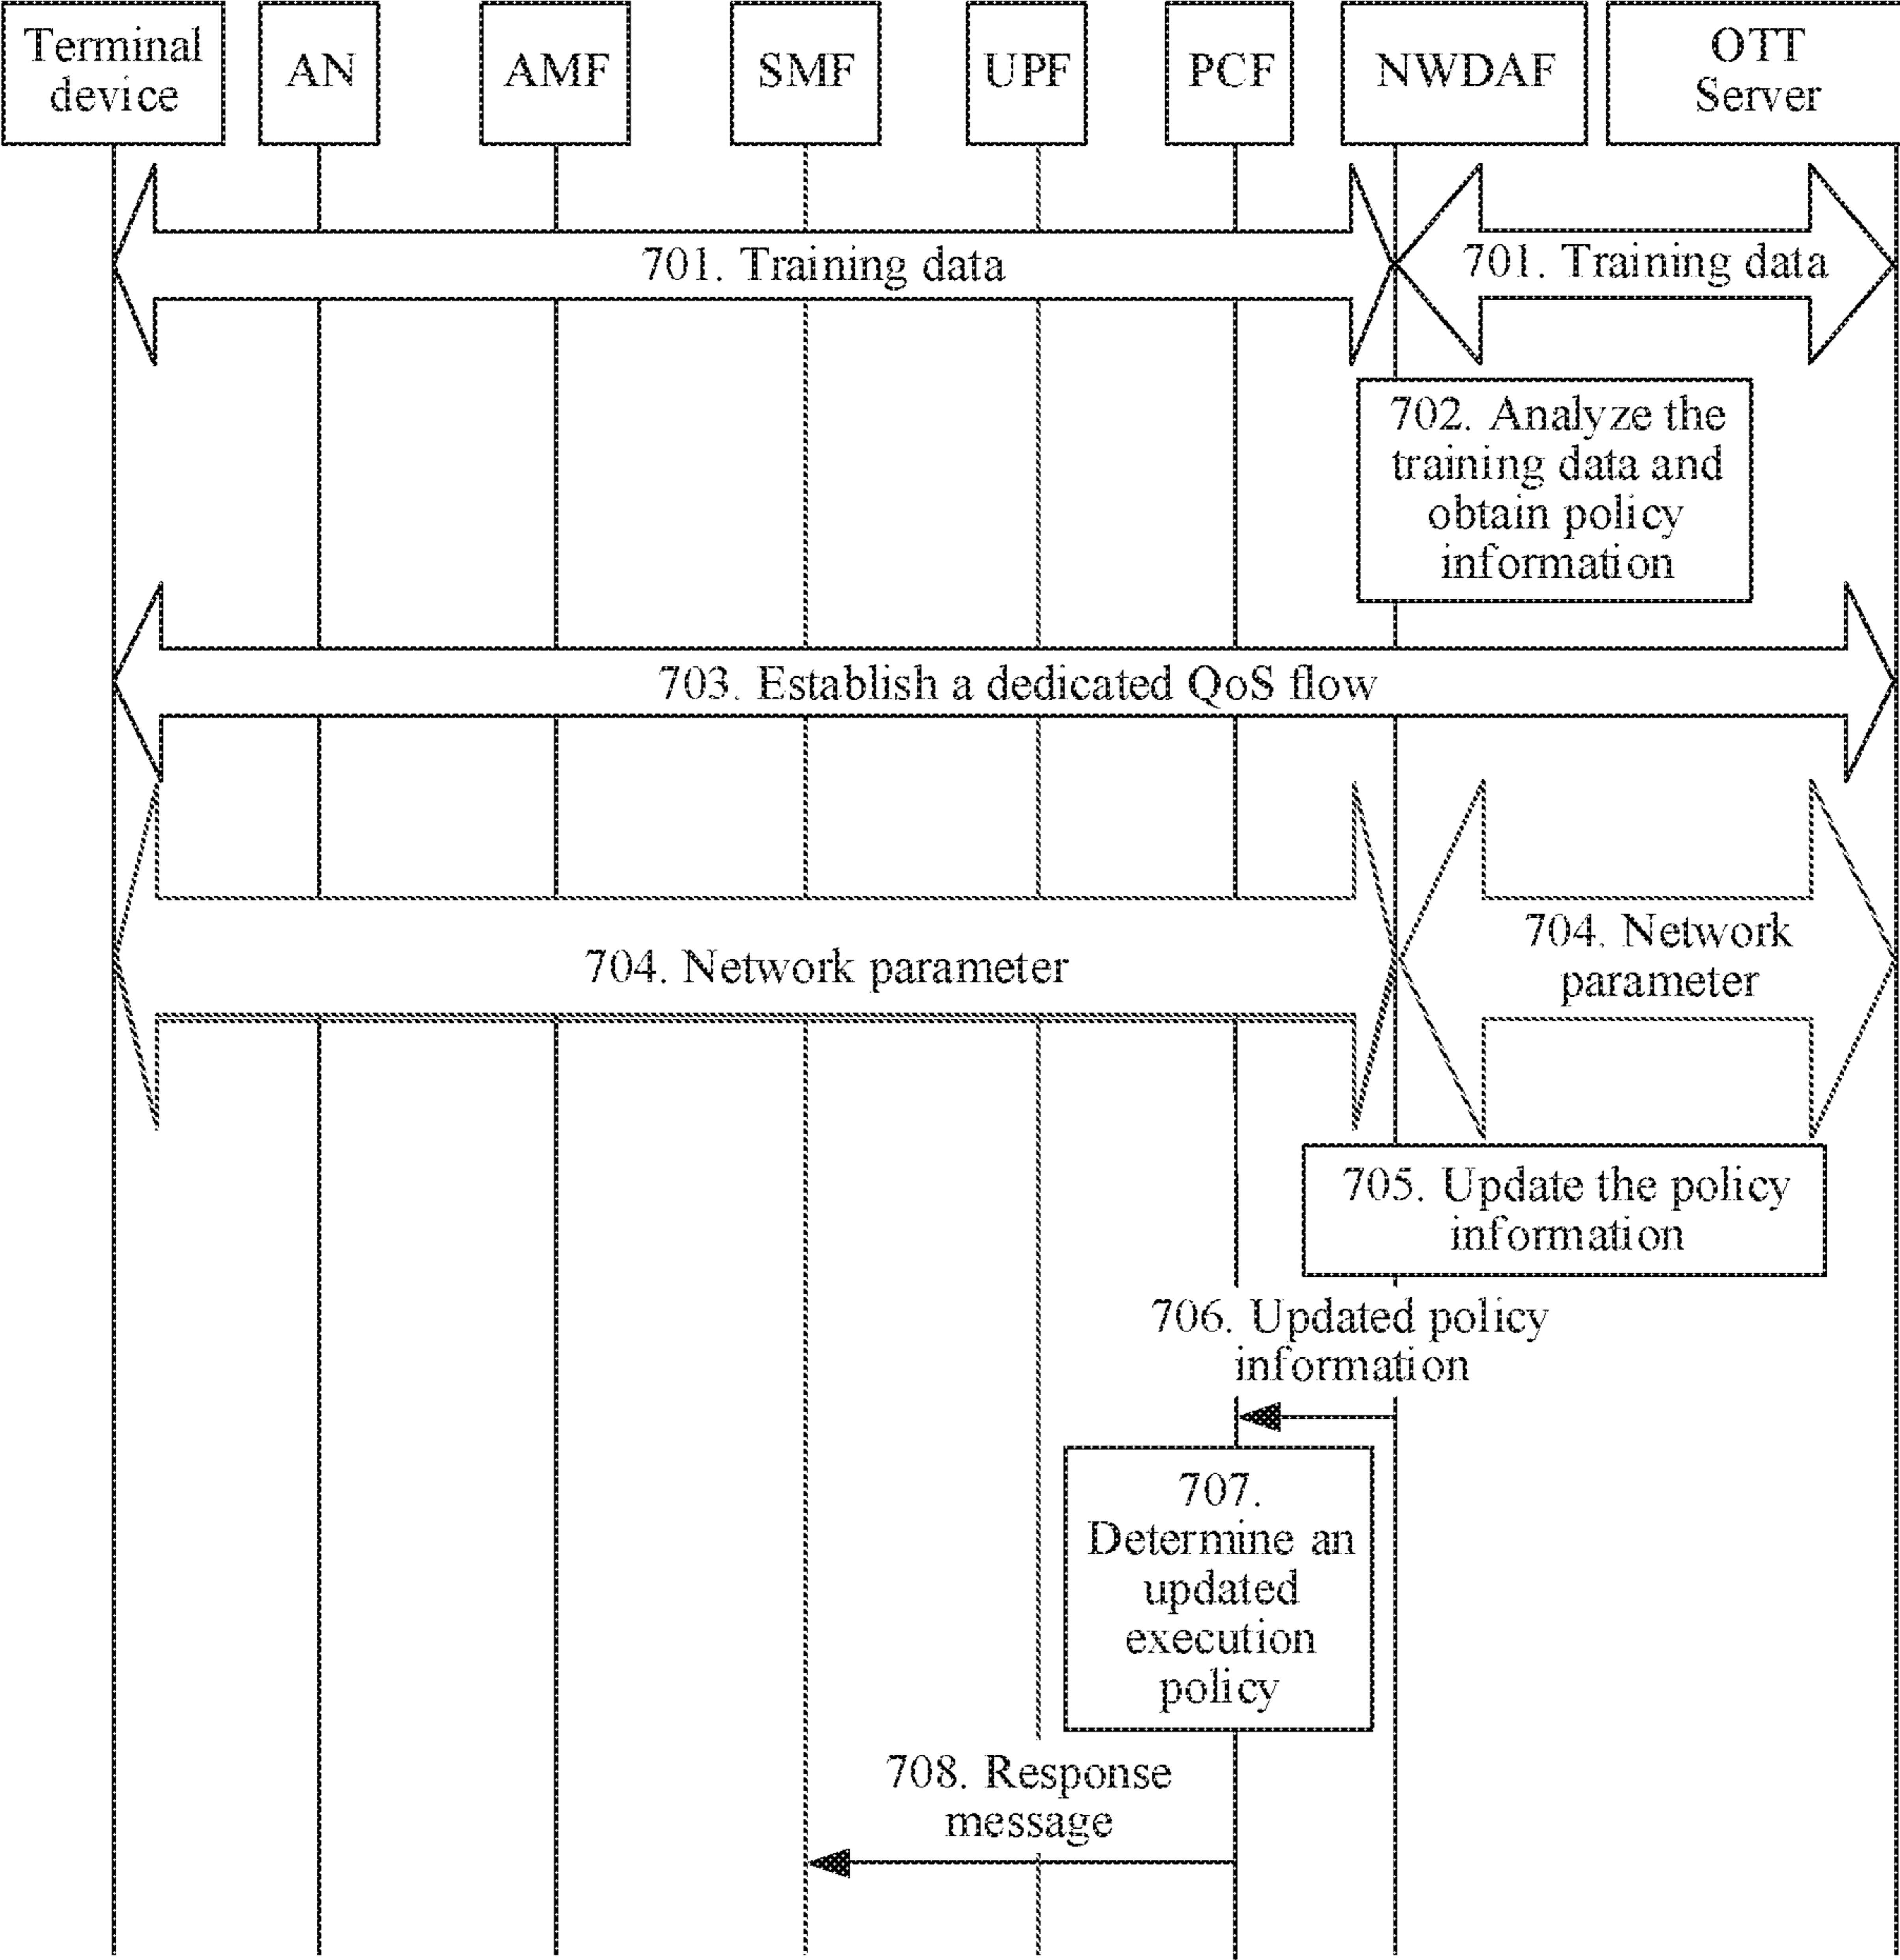 Terminal
device
AN
AMF
SMF
UPF
PCF
NWDAF
OTT
Server
701. Training data
701. Training data
702. Analyze the
training data and
obtain policy
information
703. Establish a dedicated QoS flow
704. Network parameter
704. Network
parameter
705. Update the policy
information
706. Updated policy
information
707.
Determine an
updated
execution
policy
708. Response
message